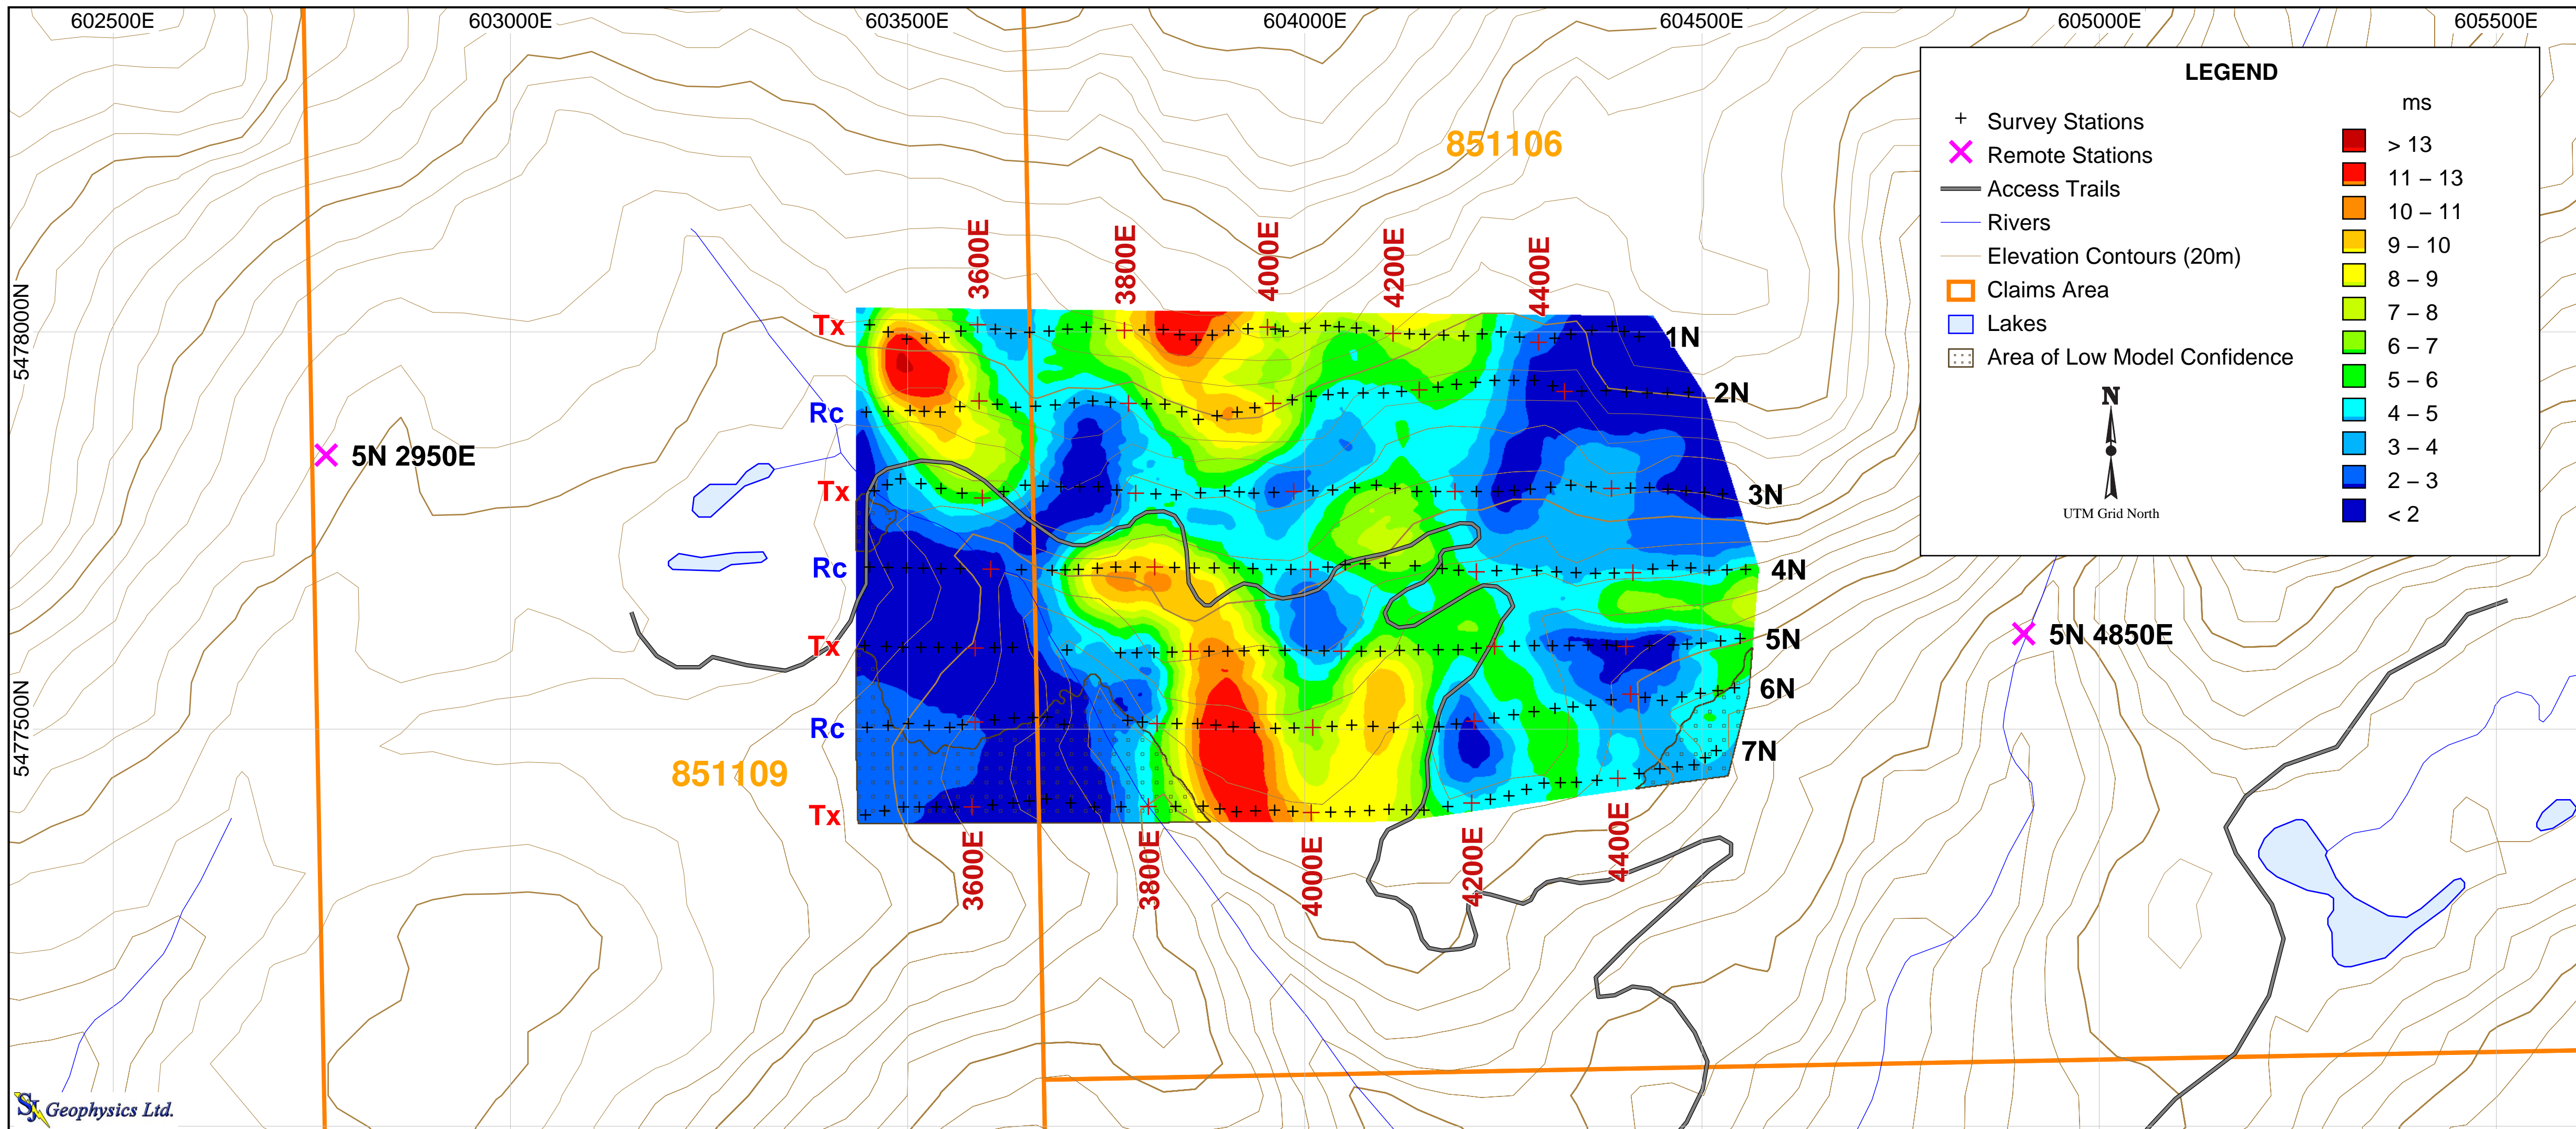 602500E 603000E 603500E 604000E 604500E 605000E 605500E
LEGEND
ms
Survey Stations
Remote Stations
Access Trails
Rivers
Elevation Contours (20m)
Claims Area
Lakes
Area of Low Model Confidence
> 13
11 – 13
10 – 11
9 – 10
8 – 9
7 – 8
6 – 7
5 – 6
4 – 5
3 – 4
2 – 3
< 2
N
UTM Grid North
851106
3600E 3800E 4000E 4200E 4400E
5478000N
Tx 1N
Rc 2N
5N 2950E
Tx 3N
Rc 4N
Tx 5N
5N 4850E
6N
5477500N
Rc 7N
851109
Tx
3600E 3800E 4000E 4200E 4400E
SJ Geophysics Ltd.